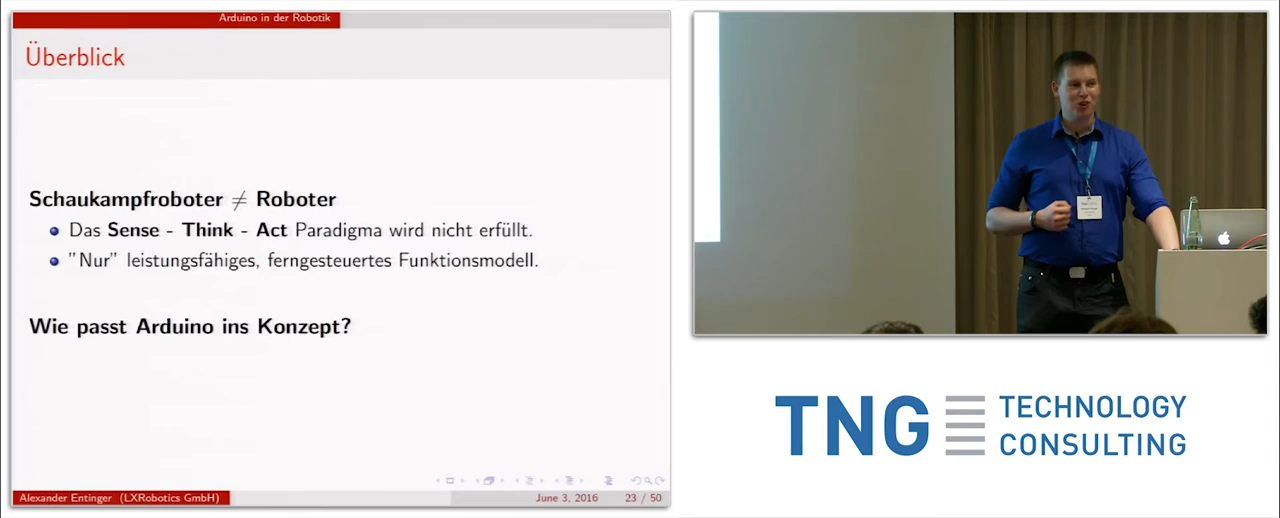 Arduino in der Robotik
Überblick
Schaukampfroboter ≠ Roboter
Das Sense - Think - Act Paradigma wird nicht erfüllt.
"Nur" leistungsfähiges, ferngesteuertes Funktionsmodell.
Wie passt Arduino ins Konzept?
Alexander Entinger (LXRobotics GmbH)
June 3, 2016
23 / 50
TNG TECHNOLOGY
CONSULTING